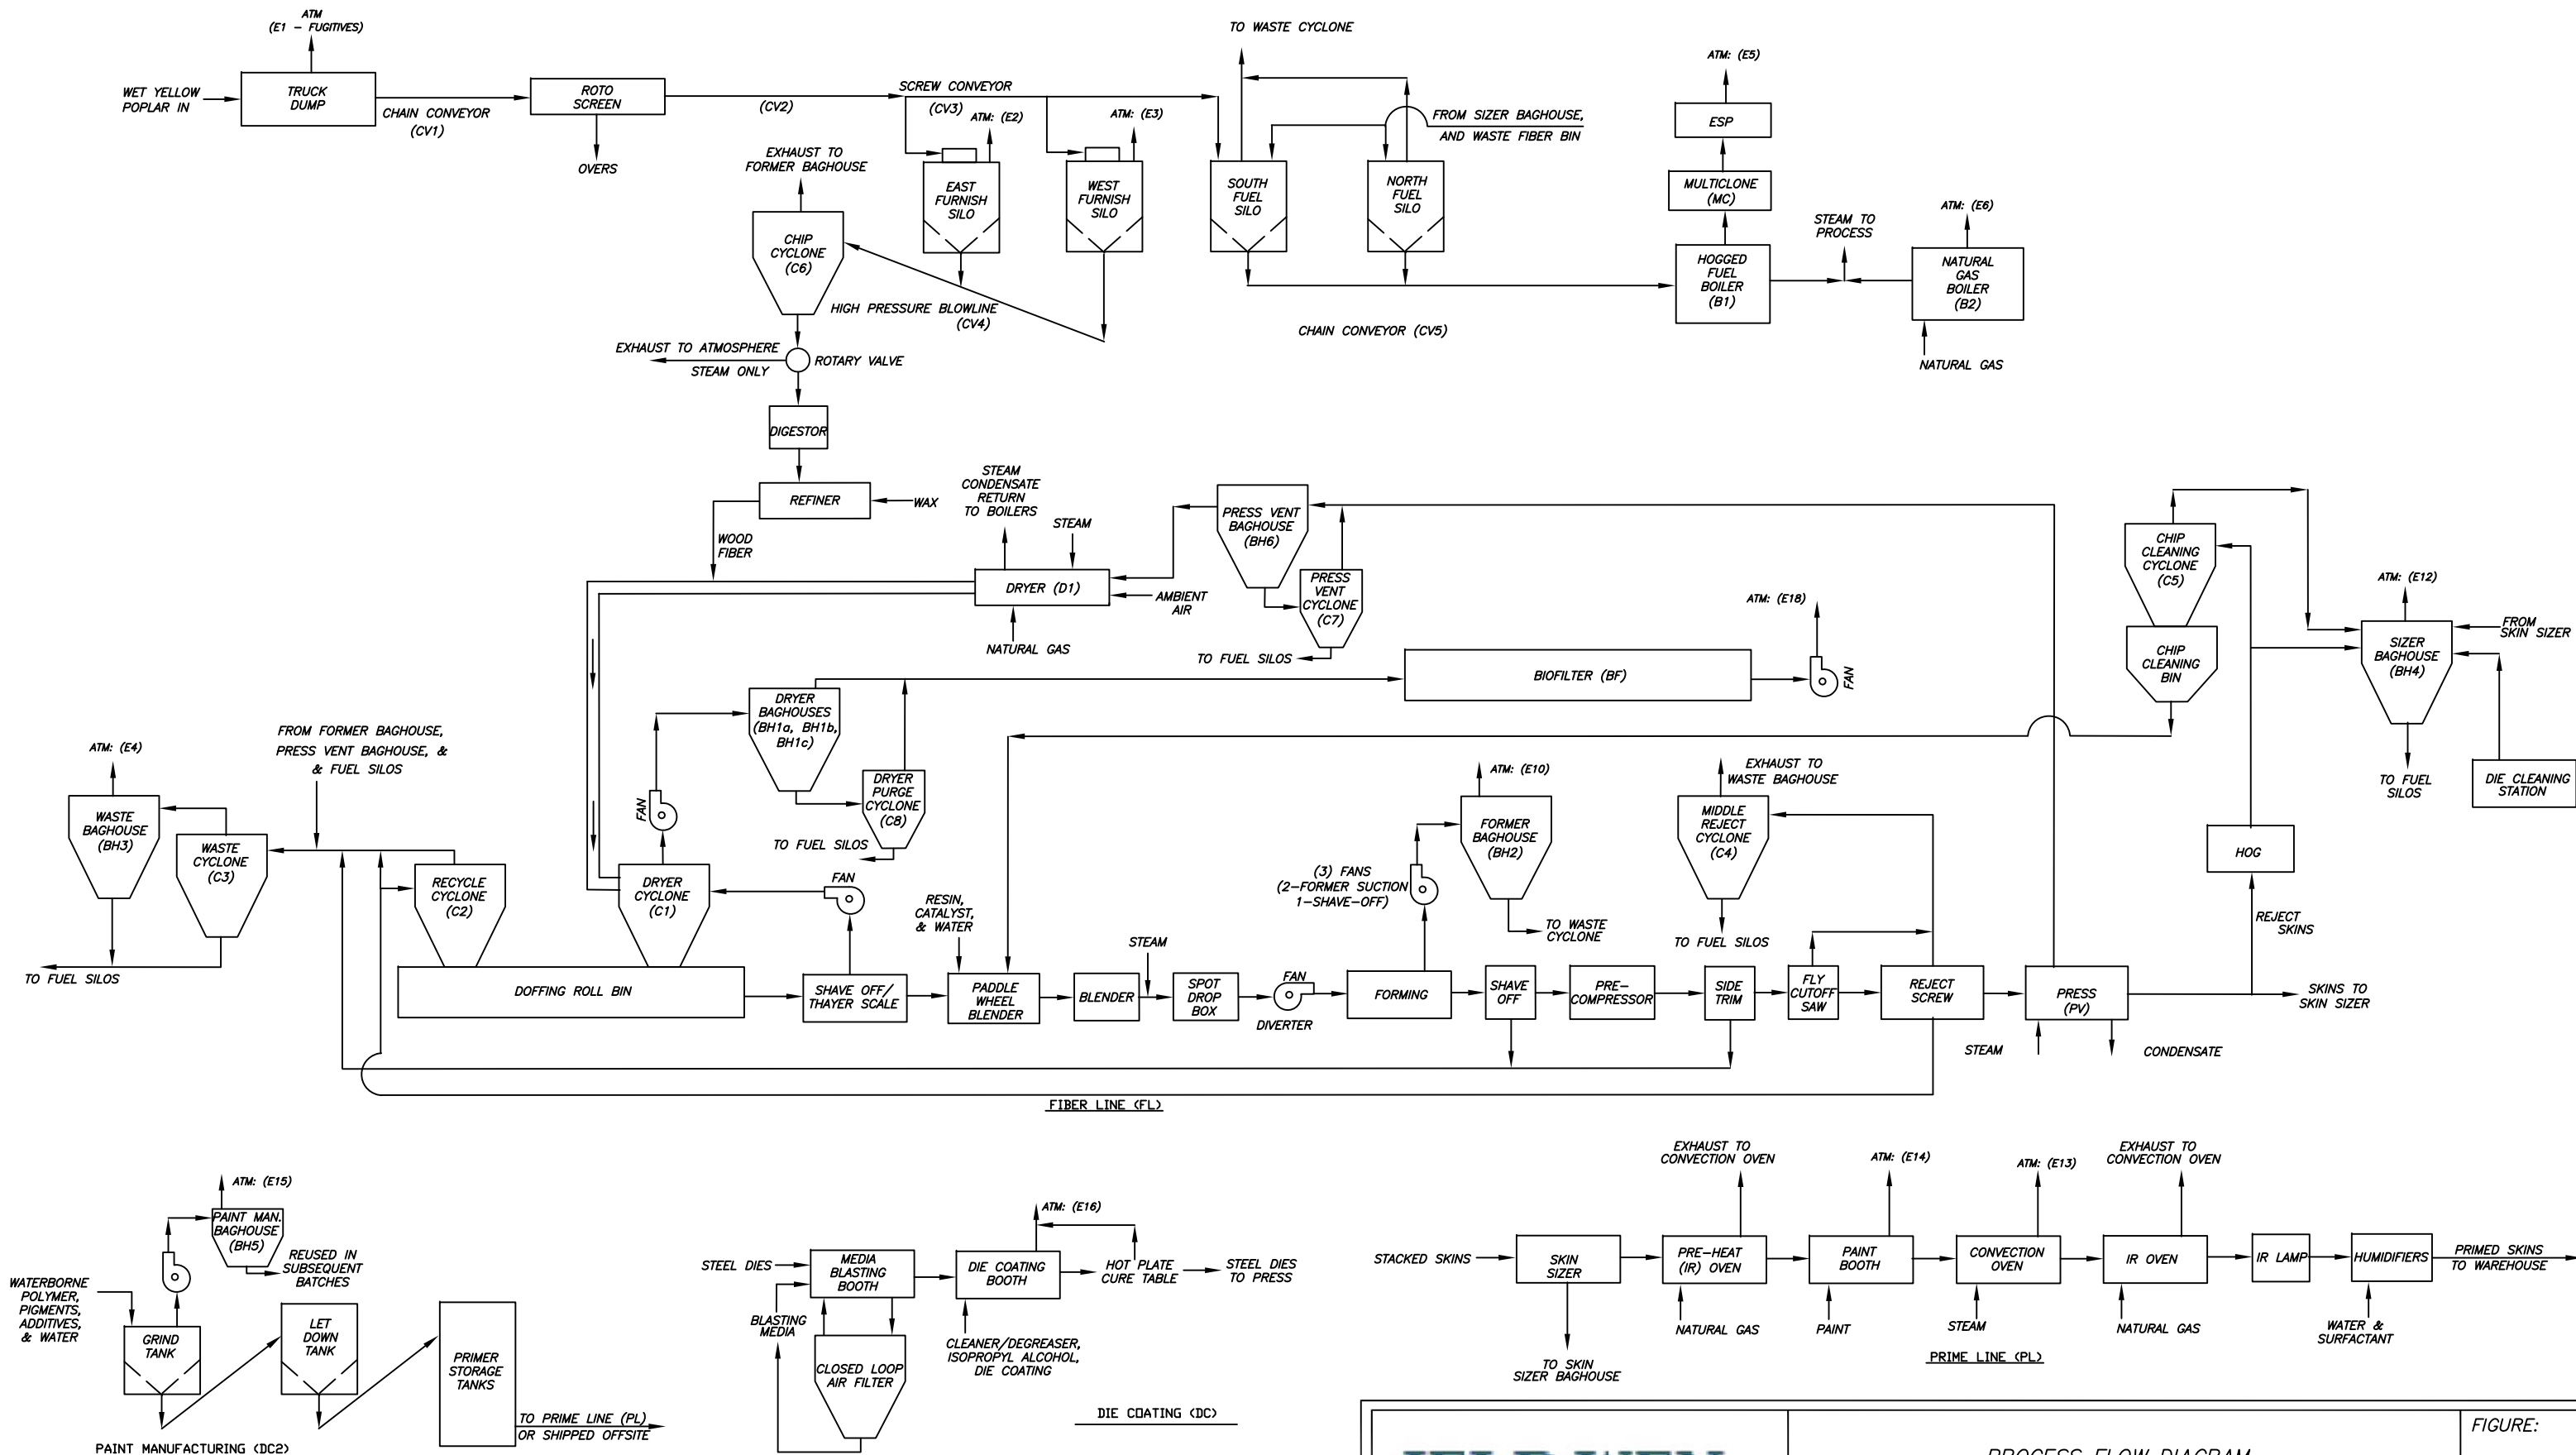 ATM
(E1 - FUGITIVES)
WET YELLOW
POPLAR IN
TRUCK
DUMP
CHAIN CONVEYOR
(CV1)
ROTO
SCREEN
OVERS
(CV2)
SCREW CONVEYOR
(CV3)
ATM: (E2)
ATM: (E3)
EAST
FURNISH
SILO
WEST
FURNISH
SILO
EXHAUST TO
FORMER BAGHOUSE
CHIP
CYCLONE
(C6)
HIGH PRESSURE BLOWLINE
(CV4)
TO WASTE CYCLONE
FROM SIZER BAGHOUSE,
AND WASTE FIBER BIN
SOUTH
FUEL
SILO
NORTH
FUEL
SILO
CHAIN CONVEYOR (CV5)
ATM: (E5)
ESP
MULTICLONE
(MC)
HOGGED
FUEL
BOILER
(B1)
STEAM TO
PROCESS
ATM: (E6)
NATURAL
GAS
BOILER
(B2)
NATURAL GAS
EXHAUST TO ATMOSPHERE
STEAM ONLY
ROTARY VALVE
DIGESTOR
REFINER
WAX
WOOD
FIBER
STEAM
CONDENSATE
RETURN
TO BOILERS
STEAM
DRYER (D1)
AMBIENT
AIR
NATURAL GAS
PRESS VENT
BAGHOUSE
(BH6)
PRESS
VENT
CYCLONE
(C7)
TO FUEL SILOS
CHIP
CLEANING
CYCLONE
(C5)
CHIP
CLEANING
BIN
ATM: (E12)
SIZER
BAGHOUSE
(BH4)
FROM
SKIN SIZER
TO FUEL
SILOS
DIE CLEANING
STATION
BIOFILTER (BF)
ATM: (E18)
FAN
DRYER
BAGHOUSES
(BH1a, BH1b,
BH1c)
DRYER
PURGE
CYCLONE
(C8)
TO FUEL SILOS
FAN
FROM FORMER BAGHOUSE,
PRESS VENT BAGHOUSE, &
& FUEL SILOS
ATM: (E4)
WASTE
BAGHOUSE
(BH3)
WASTE
CYCLONE
(C3)
TO FUEL SILOS
RECYCLE
CYCLONE
(C2)
DRYER
CYCLONE
(C1)
FAN
DOFFING ROLL BIN
SHAVE OFF/
THAYER SCALE
RESIN,
CATALYST,
& WATER
PADDLE
WHEEL
BLENDER
BLENDER
STEAM
SPOT
DROP
BOX
FAN
DIVERTER
FORMING
(3) FANS
(2-FORMER SUCTION
1-SHAVE-OFF)
ATM: (E10)
FORMER
BAGHOUSE
(BH2)
TO WASTE
CYCLONE
SHAVE
OFF
PRE-
COMPRESSOR
SIDE
TRIM
FLY
CUTOFF
SAW
EXHAUST TO
WASTE BAGHOUSE
MIDDLE
REJECT
CYCLONE
(C4)
TO FUEL SILOS
REJECT
SCREW
PRESS
(PV)
STEAM
CONDENSATE
HOG
REJECT
SKINS
SKINS TO
SKIN SIZER
FIBER LINE (FL)
ATM: (E15)
PAINT MAN.
BAGHOUSE
(BH5)
REUSED IN
SUBSEQUENT
BATCHES
WATERBORNE
POLYMER,
PIGMENTS,
ADDITIVES,
& WATER
GRIND
TANK
LET
DOWN
TANK
PRIMER
STORAGE
TANKS
TO PRIME LINE (PL)
OR SHIPPED OFFSITE
PAINT MANUFACTURING (DC2)
STEEL DIES
MEDIA
BLASTING
BOOTH
BLASTING
MEDIA
CLOSED LOOP
AIR FILTER
DIE COATING
BOOTH
ATM: (E16)
HOT PLATE
CURE TABLE
STEEL DIES
TO PRESS
CLEANER/DEGREASER,
ISOPROPYL ALCOHOL,
DIE COATING
DIE COATING (DC)
STACKED SKINS
SKIN
SIZER
TO SKIN
SIZER BAGHOUSE
EXHAUST TO
CONVECTION OVEN
PRE-HEAT
(IR) OVEN
NATURAL GAS
ATM: (E14)
PAINT
BOOTH
PAINT
ATM: (E13)
CONVECTION
OVEN
STEAM
EXHAUST TO
CONVECTION OVEN
IR OVEN
NATURAL GAS
IR LAMP
HUMIDIFIERS
WATER &
SURFACTANT
PRIMED SKINS
TO WAREHOUSE
PRIME LINE (PL)
FIGURE:
PROCESS FLOW DIAGRAM